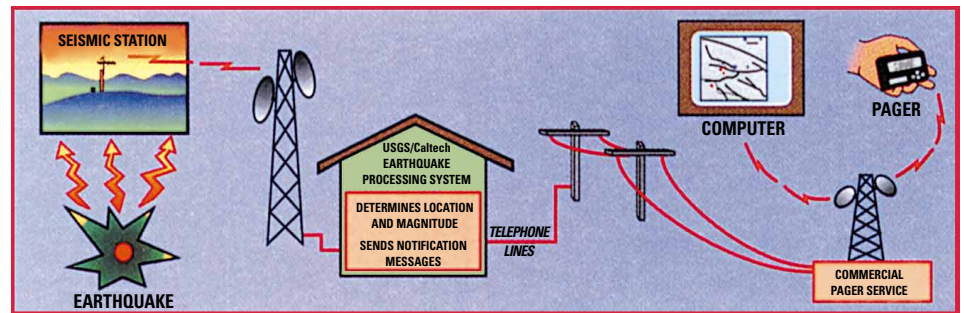 SEISMIC STATION
EARTHQUAKE
USGS/Caltech
EARTHQUAKE
PROCESSING SYSTEM
DETERMINES LOCATION
AND MAGNITUDE
SENDS NOTIFICATION
MESSAGES
TELEPHONE
LINES
COMPUTER
PAGER
COMMERCIAL
PAGER SERVICE